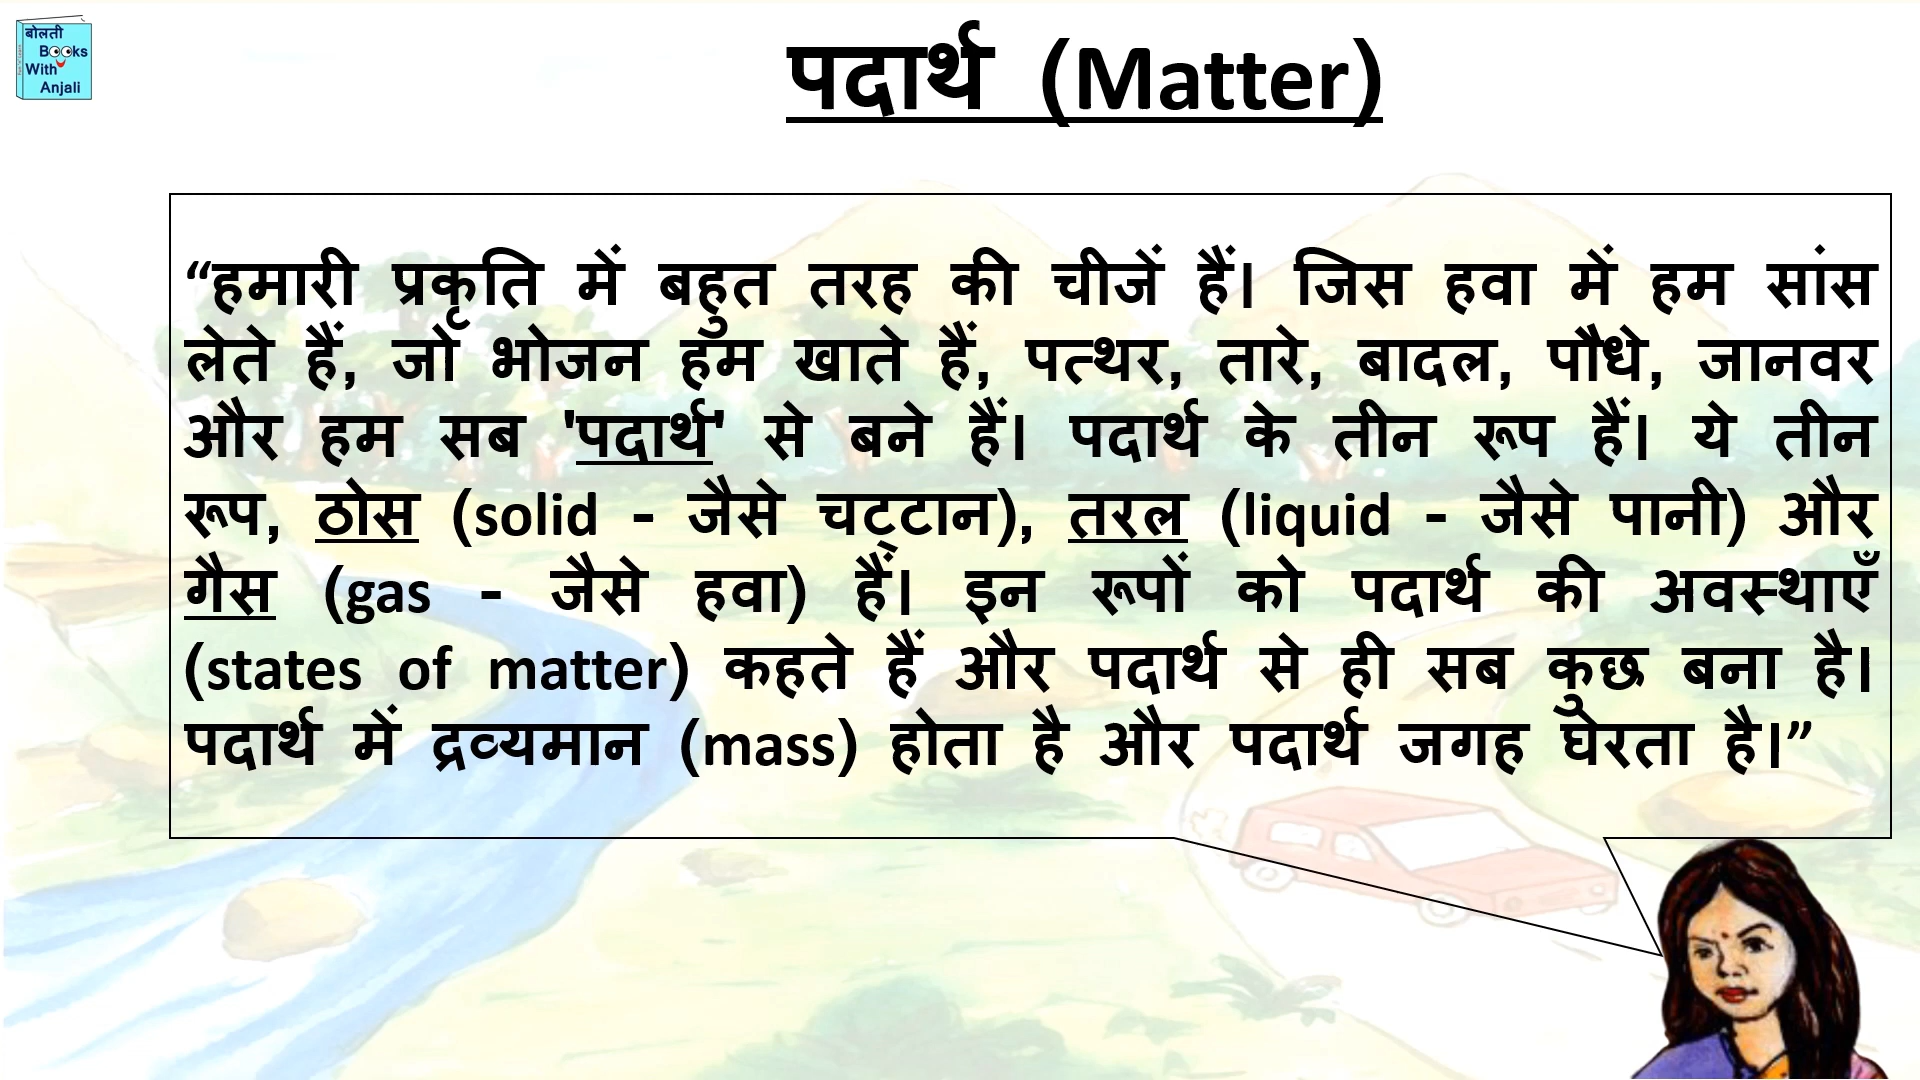 बोलती
Books
With
Anjali
पदार्थ (Matter)
“हमारी प्रकृति में बहुत तरह की चीजें हैं। जिस हवा में हम सांस
लेते हैं, जो भोजन हम खाते हैं, पत्थर, तारे, बादल, पौधे, जानवर
और हम सब 'पदार्थ' से बने हैं। पदार्थ के तीन रूप हैं। ये तीन
रूप, ठोस (solid - जैसे चट्टान), तरल (liquid - जैसे पानी) और
गैस (gas - जैसे हवा) हैं। इन रूपों को पदार्थ की अवस्थाएँ
(states of matter) कहते हैं और पदार्थ से ही सब कुछ बना है।
पदार्थ में द्रव्यमान (mass) होता है और पदार्थ जगह घेरता है।”